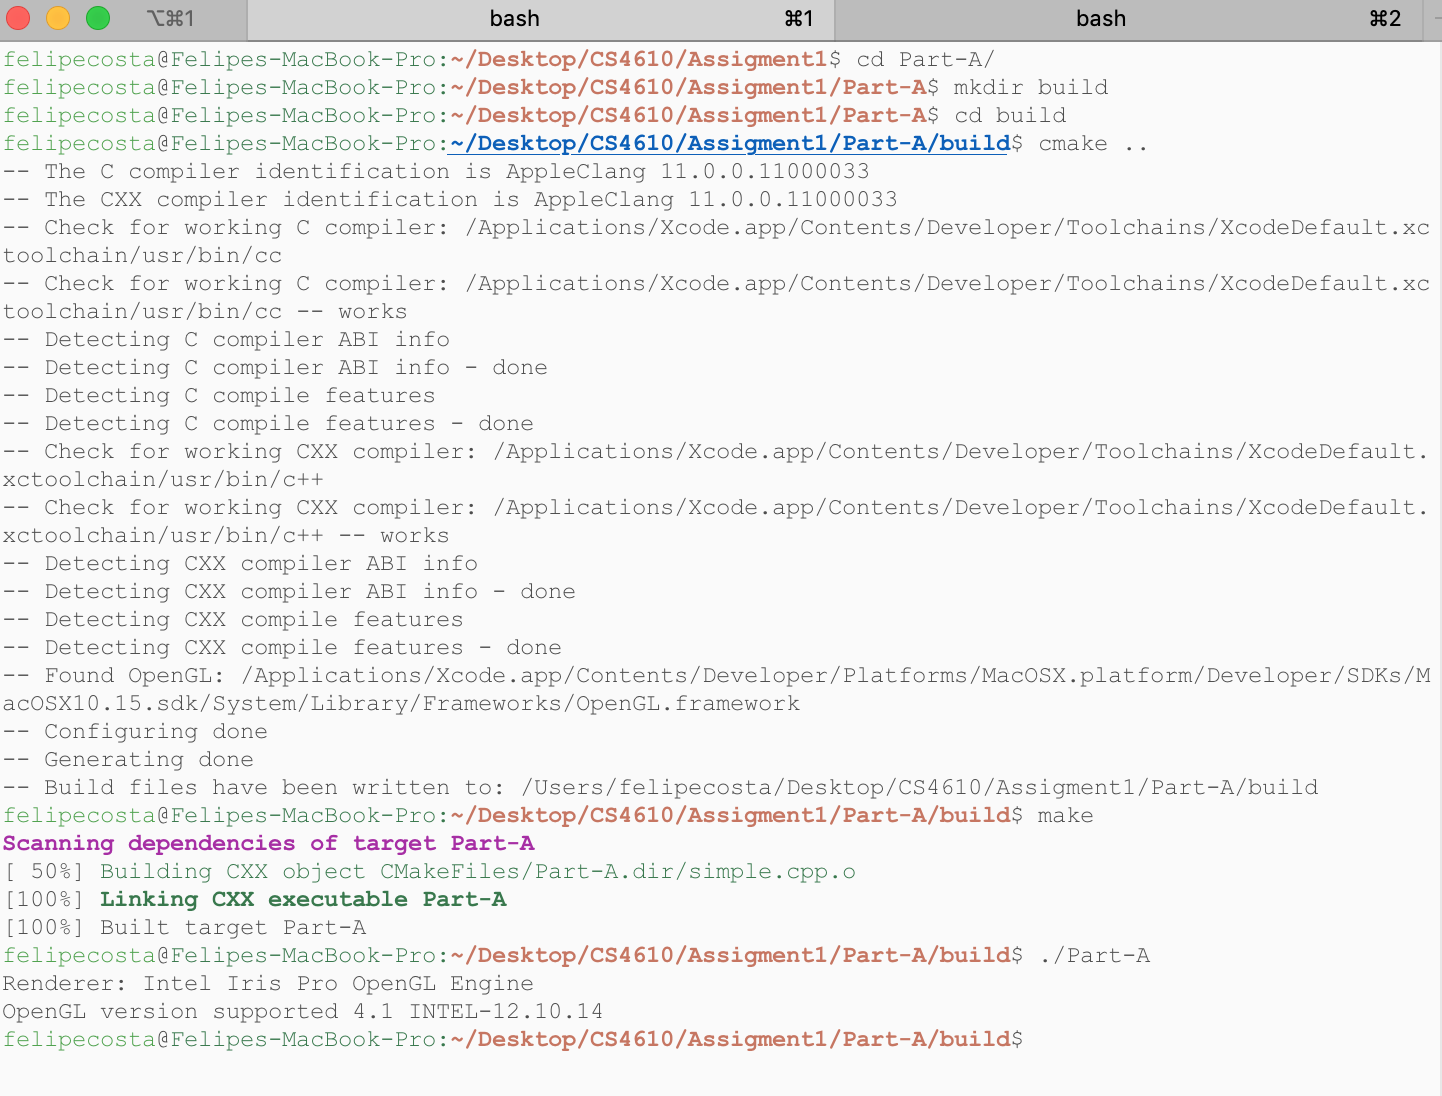 ⌥⌘1 bash ⌘1 bash ⌘2
felipecosta@Felipes-MacBook-Pro:~/Desktop/CS4610/Assigment1$ cd Part-A/
felipecosta@Felipes-MacBook-Pro:~/Desktop/CS4610/Assigment1/Part-A$ mkdir build
felipecosta@Felipes-MacBook-Pro:~/Desktop/CS4610/Assigment1/Part-A$ cd build
felipecosta@Felipes-MacBook-Pro:~/Desktop/CS4610/Assigment1/Part-A/build$ cmake ..
-- The C compiler identification is AppleClang 11.0.0.11000033
-- The CXX compiler identification is AppleClang 11.0.0.11000033
-- Check for working C compiler: /Applications/Xcode.app/Contents/Developer/Toolchains/XcodeDefault.xc
toolchain/usr/bin/cc
-- Check for working C compiler: /Applications/Xcode.app/Contents/Developer/Toolchains/XcodeDefault.xc
toolchain/usr/bin/cc -- works
-- Detecting C compiler ABI info
-- Detecting C compiler ABI info - done
-- Detecting C compile features
-- Detecting C compile features - done
-- Check for working CXX compiler: /Applications/Xcode.app/Contents/Developer/Toolchains/XcodeDefault.
xctoolchain/usr/bin/c++
-- Check for working CXX compiler: /Applications/Xcode.app/Contents/Developer/Toolchains/XcodeDefault.
xctoolchain/usr/bin/c++ -- works
-- Detecting CXX compiler ABI info
-- Detecting CXX compiler ABI info - done
-- Detecting CXX compile features
-- Detecting CXX compile features - done
-- Found OpenGL: /Applications/Xcode.app/Contents/Developer/Platforms/MacOSX.platform/Developer/SDKs/M
acOSX10.15.sdk/System/Library/Frameworks/OpenGL.framework
-- Configuring done
-- Generating done
-- Build files have been written to: /Users/felipecosta/Desktop/CS4610/Assigment1/Part-A/build
felipecosta@Felipes-MacBook-Pro:~/Desktop/CS4610/Assigment1/Part-A/build$ make
Scanning dependencies of target Part-A
[ 50%] Building CXX object CMakeFiles/Part-A.dir/simple.cpp.o
[100%] Linking CXX executable Part-A
[100%] Built target Part-A
felipecosta@Felipes-MacBook-Pro:~/Desktop/CS4610/Assigment1/Part-A/build$ ./Part-A
Renderer: Intel Iris Pro OpenGL Engine
OpenGL version supported 4.1 INTEL-12.10.14
felipecosta@Felipes-MacBook-Pro:~/Desktop/CS4610/Assigment1/Part-A/build$